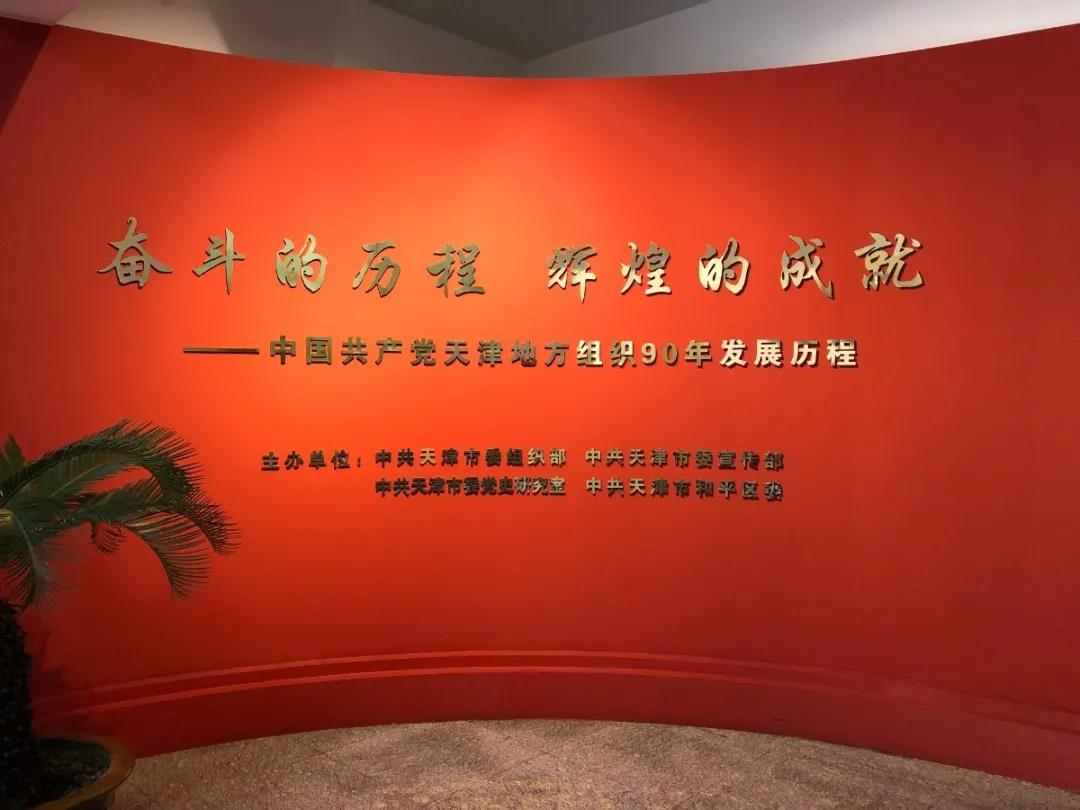 奋斗的历程 辉煌的成就
——中国共产党天津地方组织90年发展历程
主办单位：中共天津市委组织部 中共天津市委宣传部
中共天津市委党史研究室 中共天津市和平区委